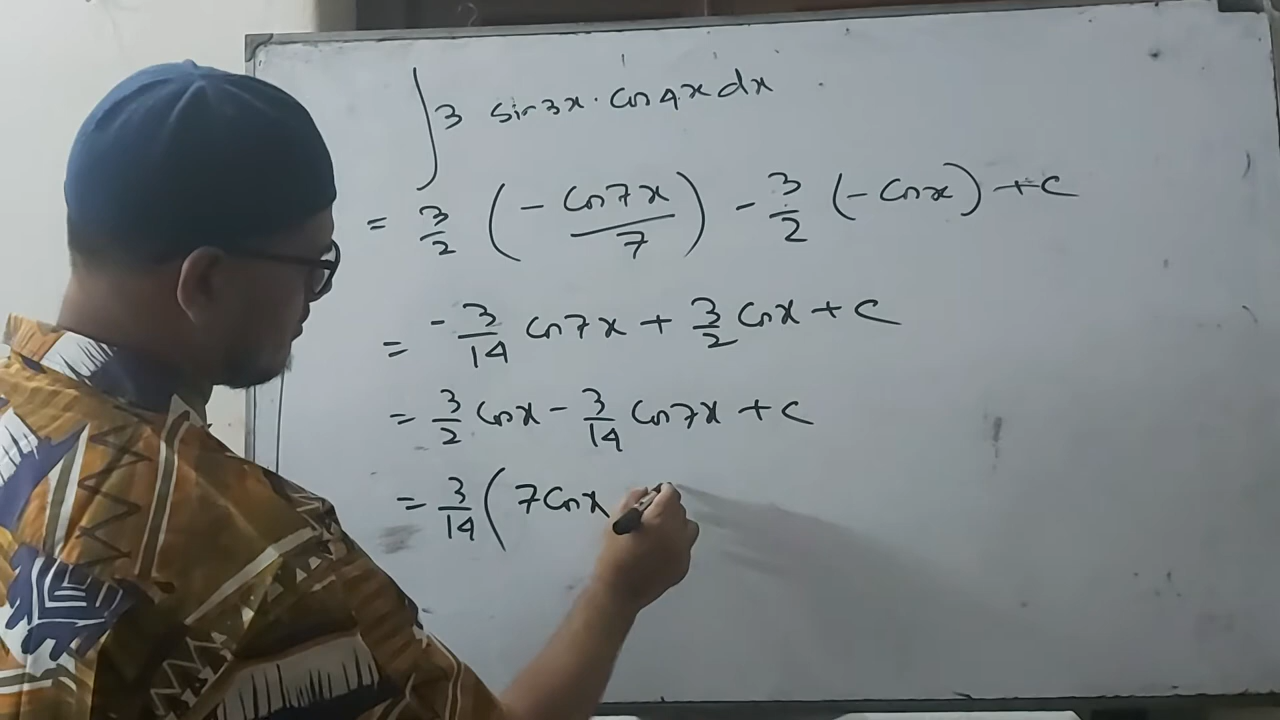 ∫ 3 sin3x · cos4x dx
= 3/2 ( - cos7x / 7 ) - 3/2 (- cosx) + c
= - 3/14 cos7x + 3/2 cosx + c
= 3/2 cosx - 3/14 cos7x + c
= 3/14 ( 7cosx